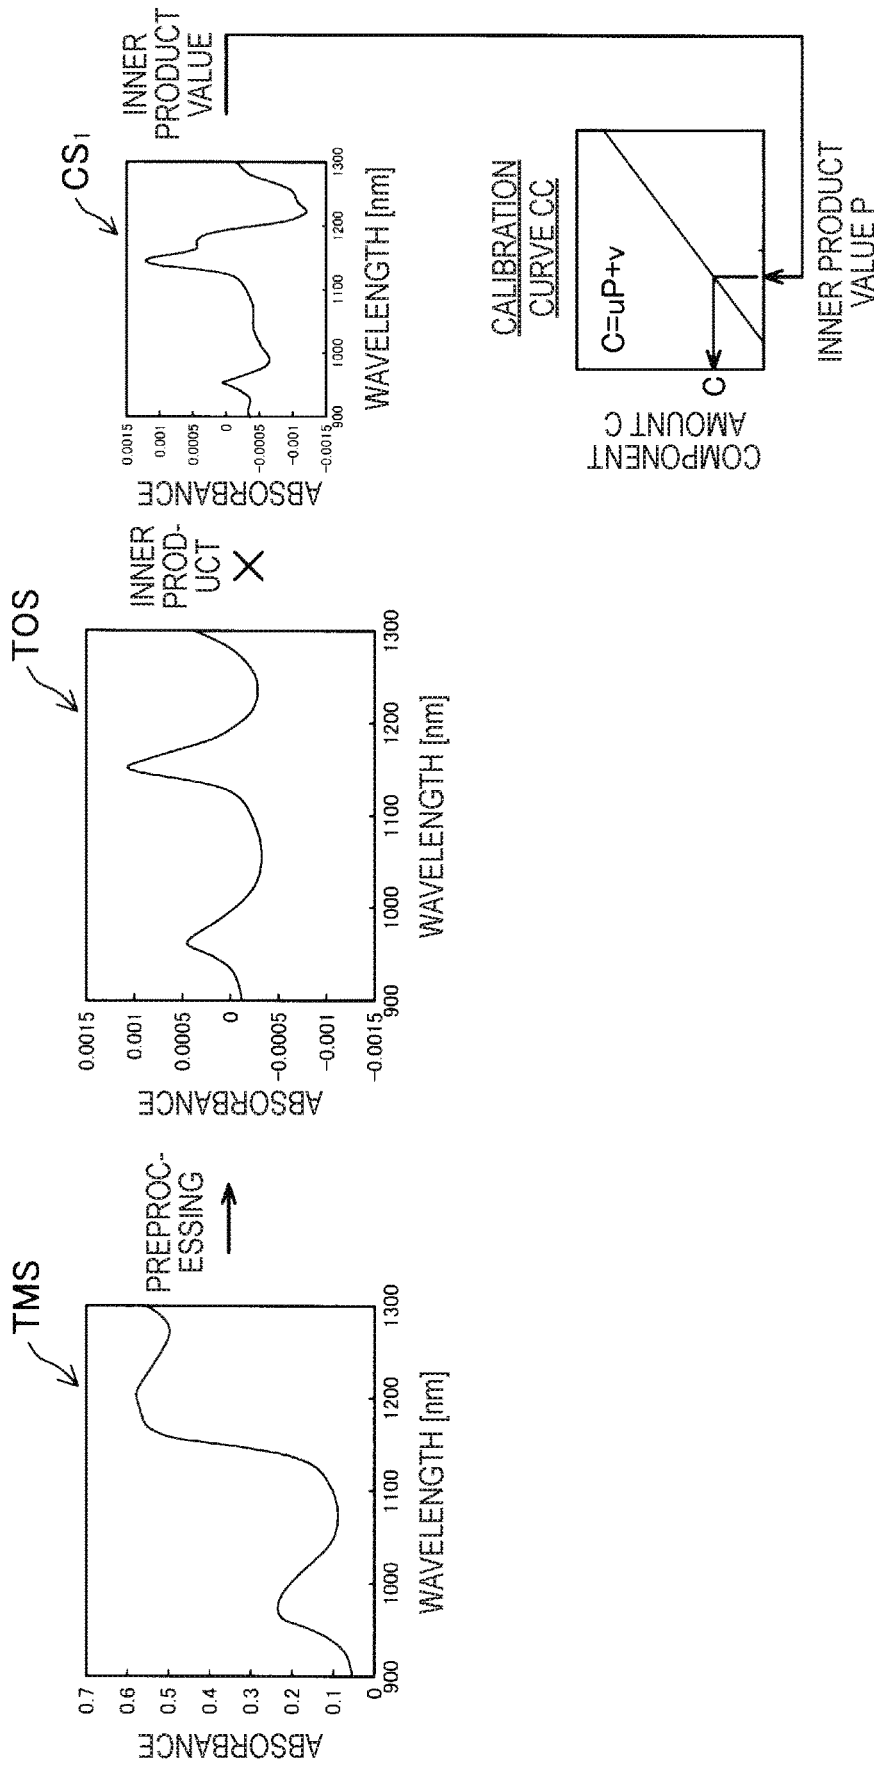 TMS
0.7
0.6
0.5
0.4
0.3
0.2
0.1
0
ABSORBANCE
900
1000
1100
1200
1300
WAVELENGTH [nm]
PREPROC-
ESSING
TOS
0.0015
0.001
0.0005
0
-0.0005
-0.001
-0.0015
ABSORBANCE
900
1000
1100
1200
1300
WAVELENGTH [nm]
INNER
PROD-
UCT
×
CS1
0.0015
0.001
0.0005
0
-0.0005
-0.001
-0.0015
ABSORBANCE
900
1000
1100
1200
1300
WAVELENGTH [nm]
INNER
PRODUCT
VALUE
CALIBRATION
CURVE CC
C=uP+v
C
COMPONENT
AMOUNT C
INNER PRODUCT
VALUE P